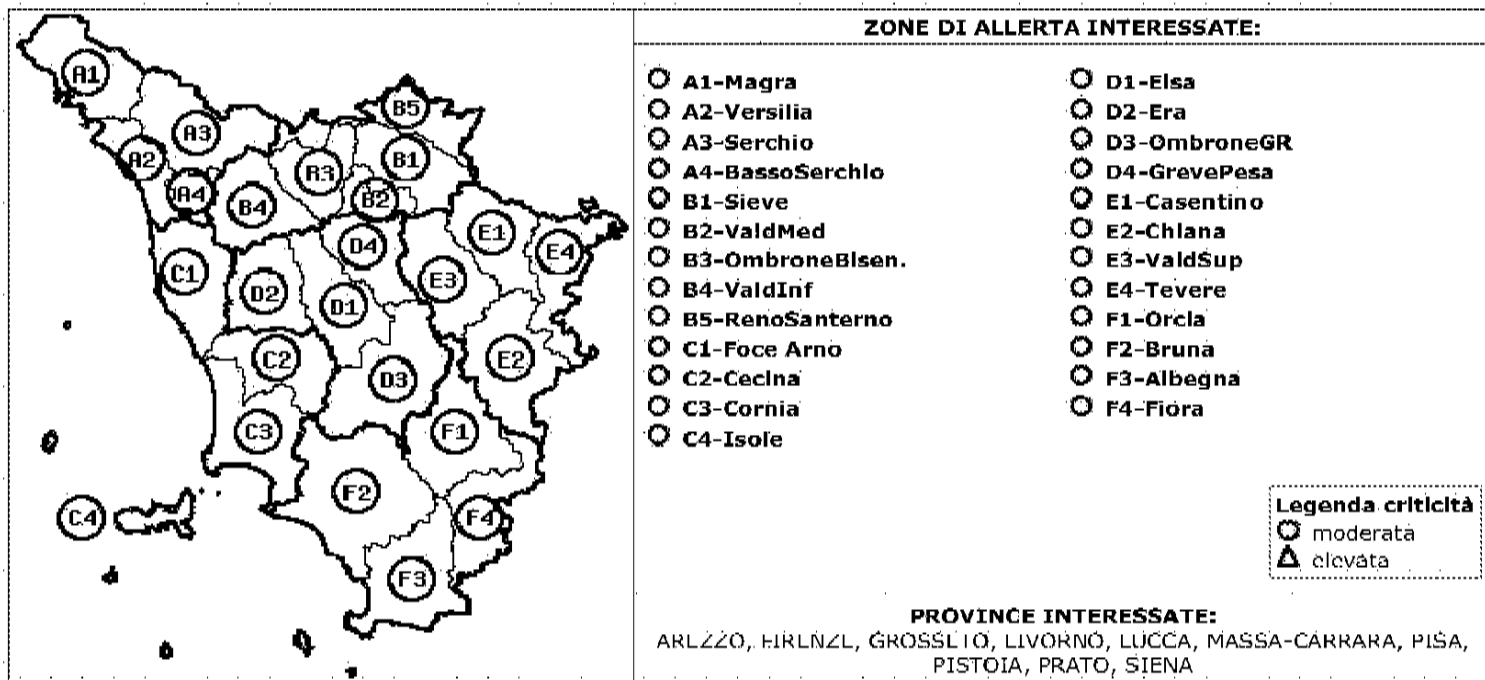 ZONE DI ALLERTA INTERESSATE:
A1-Magra
A2-Versilia
A3-Serchio
A4-BassoSerchio
B1-Sieve
B2-ValdMed
B3-OmbroneBisen.
B4-ValdInf
B5-RenoSanterno
C1-Foce Arno
C2-Cecina
C3-Cornia
C4-Isole
D1-Elsa
D2-Era
D3-OmbroneGR
D4-GrevePesa
E1-Casentino
E2-Chiana
E3-ValdSup
E4-Tevere
F1-Orcia
F2-Bruna
F3-Albegna
F4-Fiora
Legenda criticità
moderata
elevata
PROVINCE INTERESSATE:
AREZZO, FIRENZE, GROSSETO, LIVORNO, LUCCA, MASSA-CARRARA, PISA,
PISTOIA, PRATO, SIENA
A1
B5
A3
A2
B1
B3
A4
B2
B4
E1
D4
E4
C1
E3
D2
D1
C2
E2
D3
C3
F1
F2
C4
F4
F3